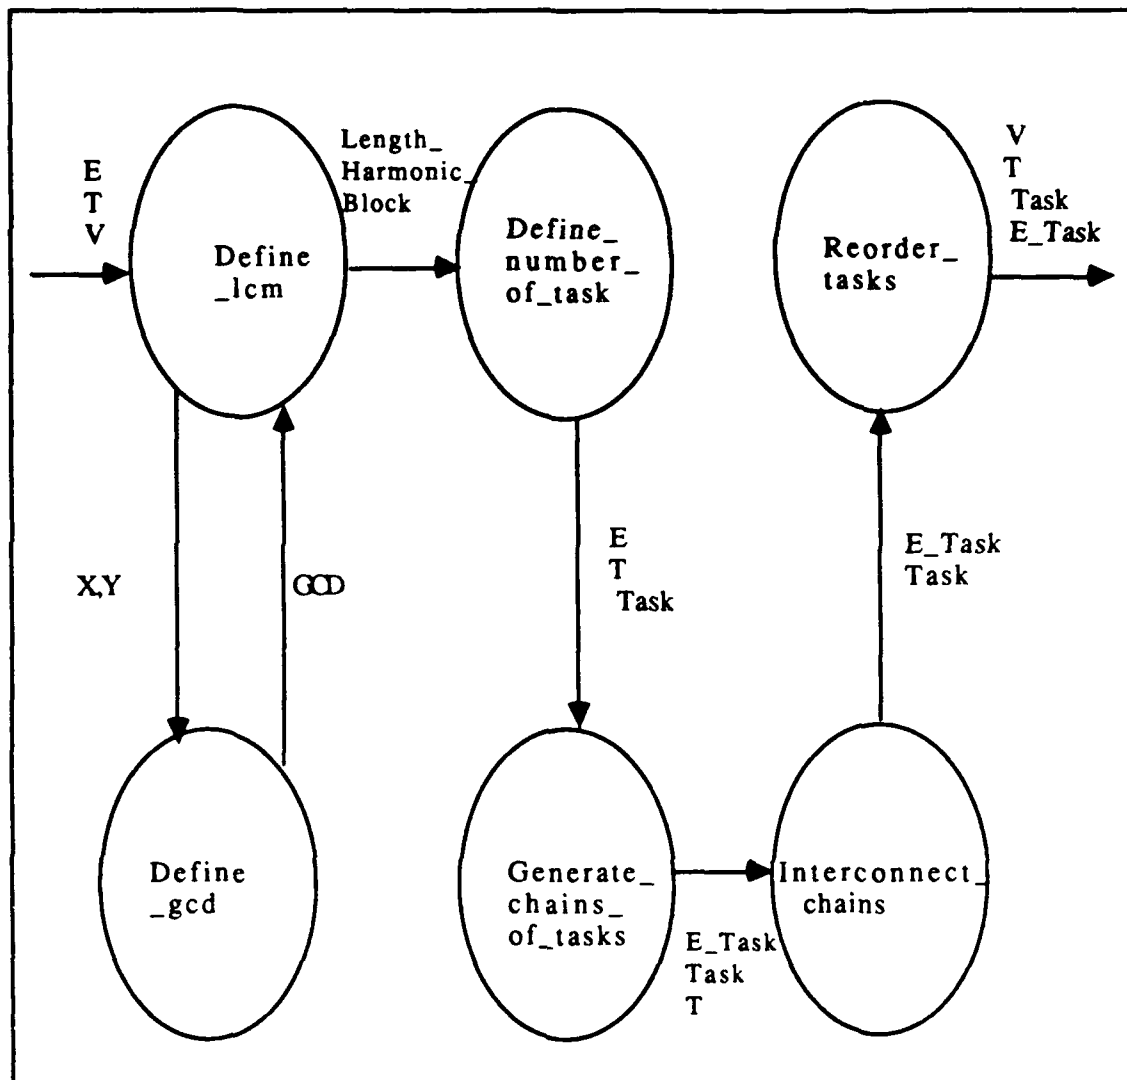 E
T
V
Define
_lcm
Length_
Harmonic_
Block
Define_
number_
of_task
Reorder_
tasks
V
T
Task
E_Task
X,Y
GCD
E
T
Task
E_Task
Task
Define
_gcd
Generate_
chains_
of_tasks
E_Task
Task
T
Interconnect_
chains